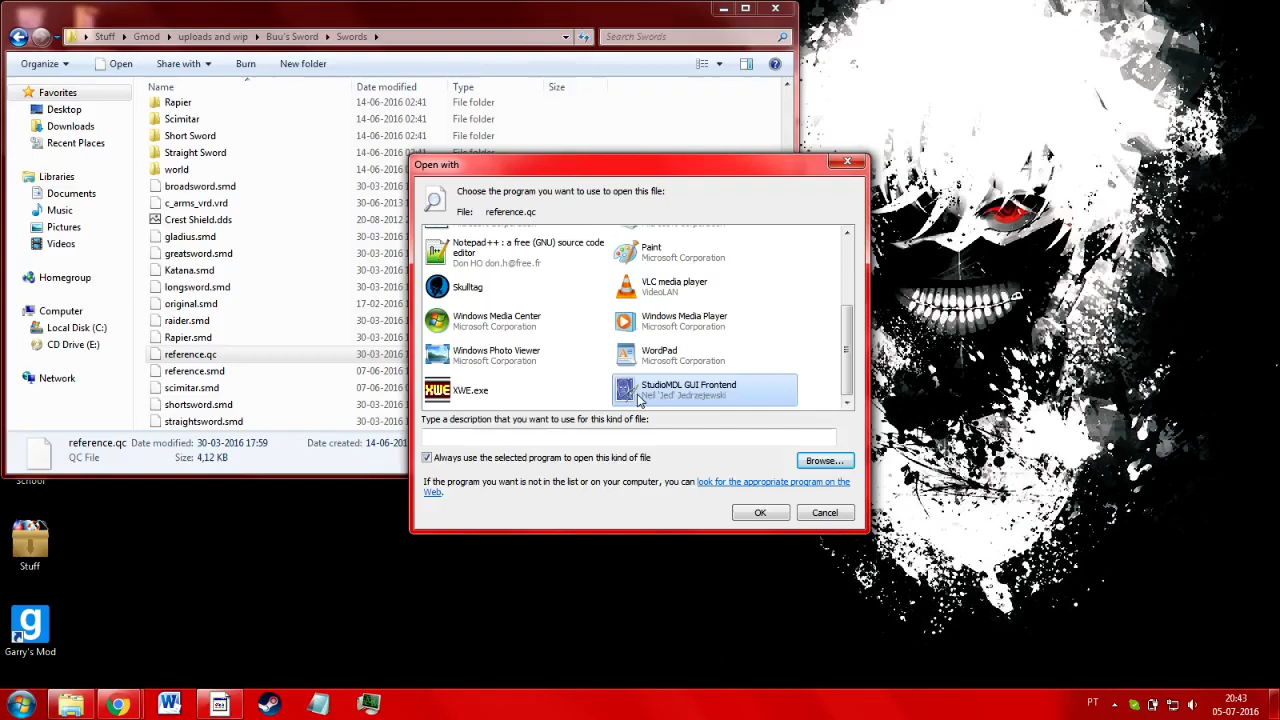 Stuff
Gmod
uploads and wip
Buu's Sword
Swords
Search Swords
Organize
Open
Share with
Burn
New folder
Name
Date modified
Type
Size
Favorites
Desktop
Downloads
Recent Places
Libraries
Documents
Music
Pictures
Videos
Homegroup
Computer
Local Disk (C:)
CD Drive (E:)
Network
Rapier 14-06-2016 02:41 File folder
Scimitar 14-06-2016 02:41 File folder
Short Sword 14-06-2016 02:41 File folder
Straight Sword 14-06-2016 02:41 File folder
world 14-06-2016
broadsword.smd 30-03-2016
c_arms_vrd.vrd 30-06-2013
Crest Shield.dds 20-08-2012
gladius.smd 30-03-2016
greatsword.smd 30-03-2016
Katana.smd 30-03-2016
longsword.smd 30-03-2016
original.smd 17-02-2016
raider.smd 30-03-2016
Rapier.smd 30-03-2016
reference.qc 30-03-2016
reference.smd 07-06-2016
scimitar.smd 30-03-2016
shortsword.smd 30-03-2016
straightsword.smd 30-03-2016
reference.qc Date modified: 30-03-2016 17:59 Date created: 14-06-201
QC File Size: 4,12 KB
Open with
Choose the program you want to use to open this file:
File: reference.qc
Notepad++ : a free (GNU) source code
editor
Don HO don.h@free.fr
Paint
Microsoft Corporation
Skulltag
VLC media player
VideoLAN
Windows Media Center
Microsoft Corporation
Windows Media Player
Microsoft Corporation
Windows Photo Viewer
Microsoft Corporation
WordPad
Microsoft Corporation
XWE
XWE.exe
StudioMDL GUI Frontend
Neil 'Jed' Jedrzejewski
Type a description that you want to use for this kind of file:
Always use the selected program to open this kind of file
Browse...
If the program you want is not in the list or on your computer, you can look for the appropriate program on the
Web.
OK
Cancel
School
Stuff
g
Garry's Mod
PT
20:43
05-07-2016